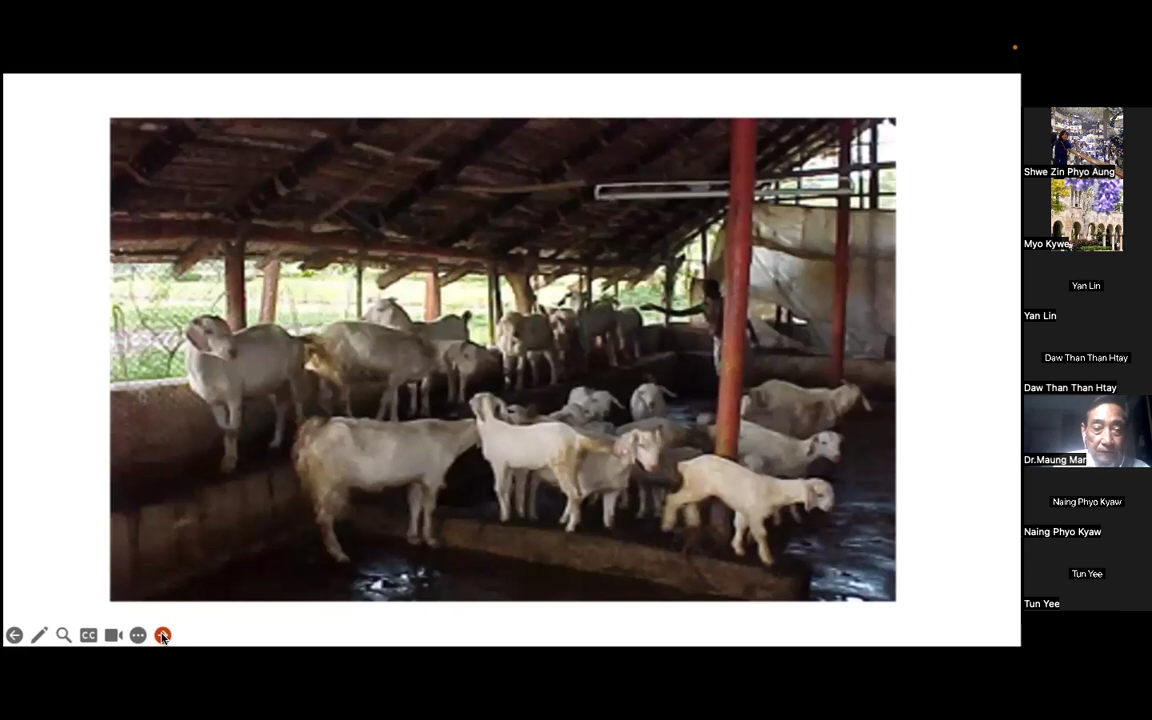 Shwe Zin Phyo Aung
Myo Kywe
Yan Lin
Yan Lin
Daw Than Than Htay
Daw Than Than Htay
Dr.Maung Mar
Naing Phyo Kyaw
Naing Phyo Kyaw
Tun Yee
Tun Yee
CC